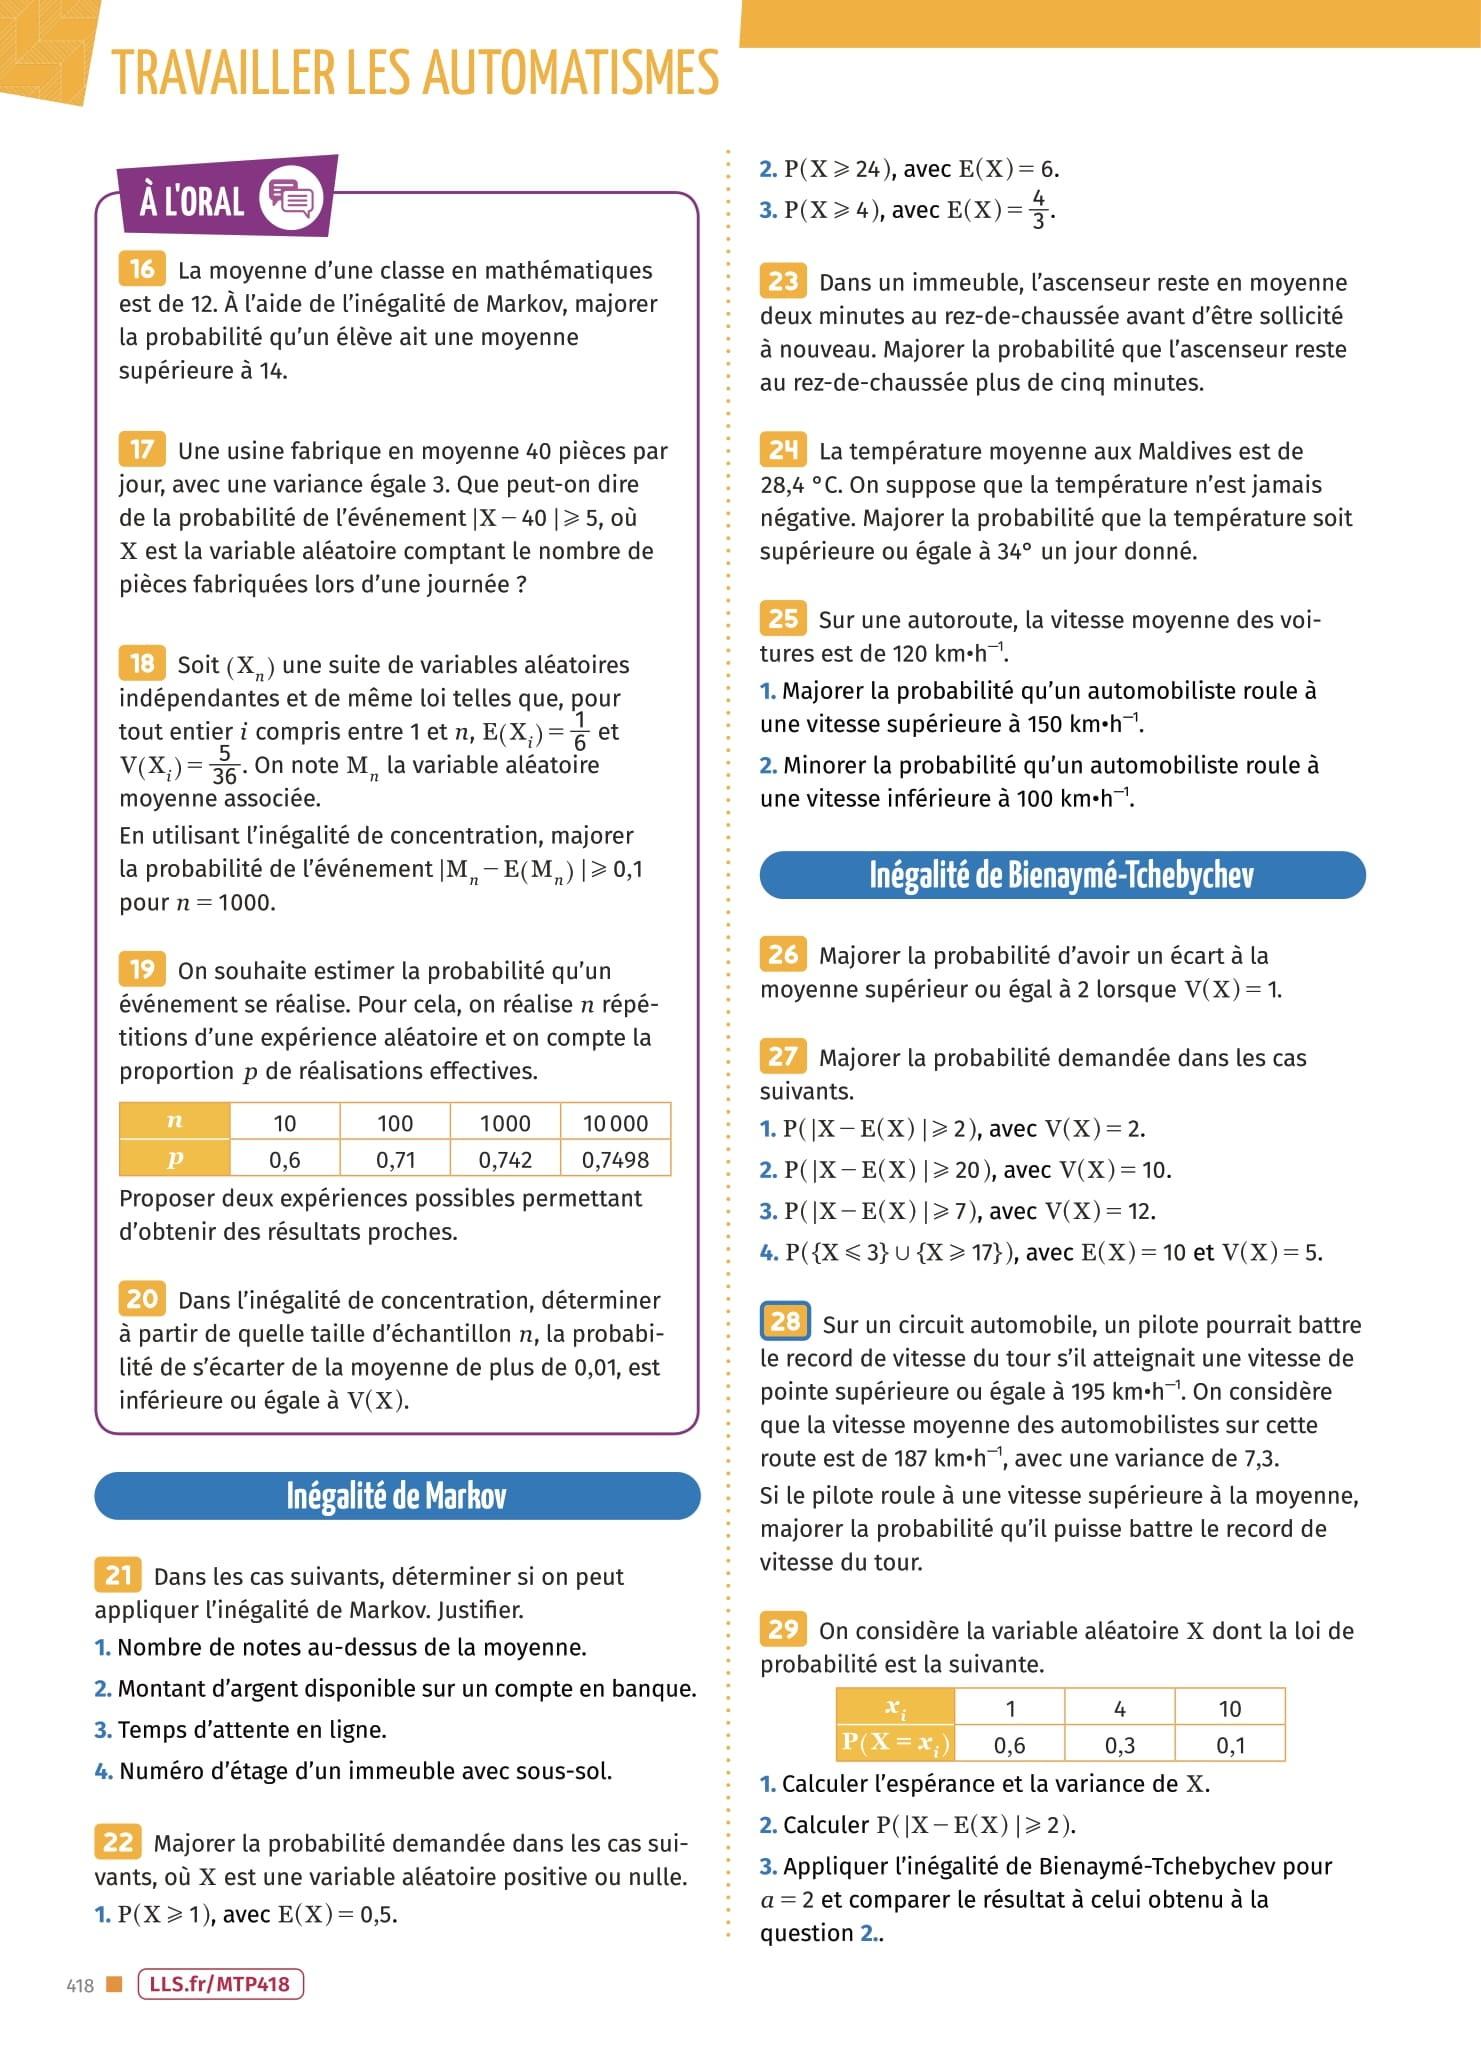 TRAVAILLER LES AUTOMATISMES
À L'ORAL
16 La moyenne d’une classe en mathématiques
est de 12. À l’aide de l’inégalité de Markov, majorer
la probabilité qu’un élève ait une moyenne
supérieure à 14.
17 Une usine fabrique en moyenne 40 pièces par
jour, avec une variance égale 3. Que peut-on dire
de la probabilité de l’événement |X − 40 | ⩾ 5, où
X est la variable aléatoire comptant le nombre de
pièces fabriquées lors d’une journée ?
18 Soit (Xₙ) une suite de variables aléatoires
indépendantes et de même loi telles que, pour
tout entier i compris entre 1 et n, E(Xᵢ) = 1/6 et
V(Xᵢ) = 5/36. On note Mₙ la variable aléatoire
moyenne associée.
En utilisant l’inégalité de concentration, majorer
la probabilité de l’événement |Mₙ − E(Mₙ) | ⩾ 0,1
pour n = 1000.
19 On souhaite estimer la probabilité qu’un
événement se réalise. Pour cela, on réalise n répé-
titions d’une expérience aléatoire et on compte la
proportion p de réalisations effectives.
n 10 100 1000 10 000
p 0,6 0,71 0,742 0,7498
Proposer deux expériences possibles permettant
d’obtenir des résultats proches.
20 Dans l’inégalité de concentration, déterminer
à partir de quelle taille d’échantillon n, la probabi-
lité de s’écarter de la moyenne de plus de 0,01, est
inférieure ou égale à V(X).
Inégalité de Markov
21 Dans les cas suivants, déterminer si on peut
appliquer l’inégalité de Markov. Justifier.
1. Nombre de notes au-dessus de la moyenne.
2. Montant d’argent disponible sur un compte en banque.
3. Temps d’attente en ligne.
4. Numéro d’étage d’un immeuble avec sous-sol.
22 Majorer la probabilité demandée dans les cas sui-
vants, où X est une variable aléatoire positive ou nulle.
1. P(X ⩾ 1), avec E(X) = 0,5.
2. P(X ⩾ 24), avec E(X) = 6.
3. P(X ⩾ 4), avec E(X) = 4/3.
23 Dans un immeuble, l’ascenseur reste en moyenne
deux minutes au rez-de-chaussée avant d’être sollicité
à nouveau. Majorer la probabilité que l’ascenseur reste
au rez-de-chaussée plus de cinq minutes.
24 La température moyenne aux Maldives est de
28,4 °C. On suppose que la température n’est jamais
négative. Majorer la probabilité que la température soit
supérieure ou égale à 34° un jour donné.
25 Sur une autoroute, la vitesse moyenne des voi-
tures est de 120 km•h⁻¹.
1. Majorer la probabilité qu’un automobiliste roule à
une vitesse supérieure à 150 km•h⁻¹.
2. Minorer la probabilité qu’un automobiliste roule à
une vitesse inférieure à 100 km•h⁻¹.
Inégalité de Bienaymé-Tchebychev
26 Majorer la probabilité d’avoir un écart à la
moyenne supérieur ou égal à 2 lorsque V(X) = 1.
27 Majorer la probabilité demandée dans les cas
suivants.
1. P( |X − E(X) | ⩾ 2), avec V(X) = 2.
2. P( |X − E(X) | ⩾ 20), avec V(X) = 10.
3. P( |X − E(X) | ⩾ 7), avec V(X) = 12.
4. P({X ⩽ 3} ∪ {X ⩾ 17}), avec E(X) = 10 et V(X) = 5.
28 Sur un circuit automobile, un pilote pourrait battre
le record de vitesse du tour s’il atteignait une vitesse de
pointe supérieure ou égale à 195 km•h⁻¹. On considère
que la vitesse moyenne des automobilistes sur cette
route est de 187 km•h⁻¹, avec une variance de 7,3.
Si le pilote roule à une vitesse supérieure à la moyenne,
majorer la probabilité qu’il puisse battre le record de
vitesse du tour.
29 On considère la variable aléatoire X dont la loi de
probabilité est la suivante.
xᵢ 1 4 10
P(X = xᵢ) 0,6 0,3 0,1
1. Calculer l’espérance et la variance de X.
2. Calculer P( |X − E(X) | ⩾ 2).
3. Appliquer l’inégalité de Bienaymé-Tchebychev pour
a = 2 et comparer le résultat à celui obtenu à la
question 2..
418 LLS.fr/MTP418